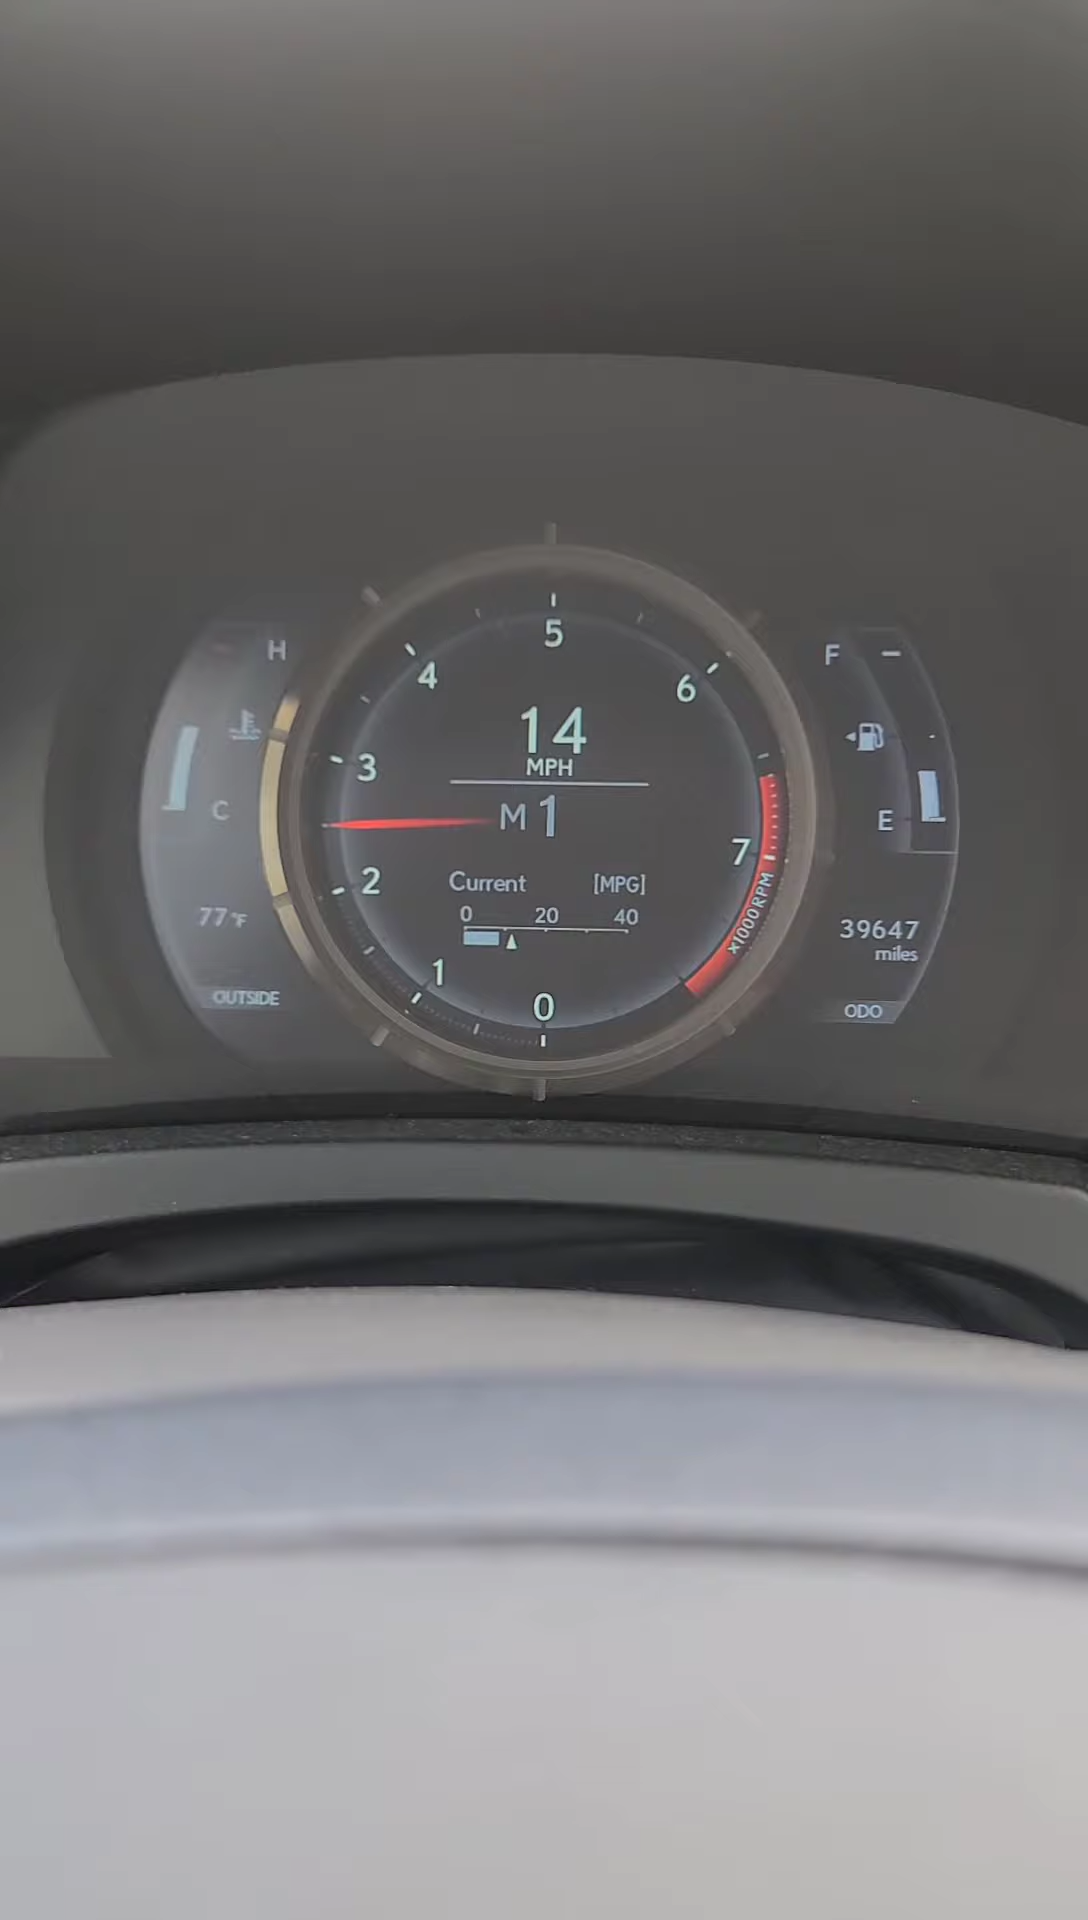 5
4
6
H
F
14
MPH
3
C
M 1
E
7
2
Current [MPG]
0 20 40
77°F
x1000RPM
39647
miles
1
0
OUTSIDE
ODO